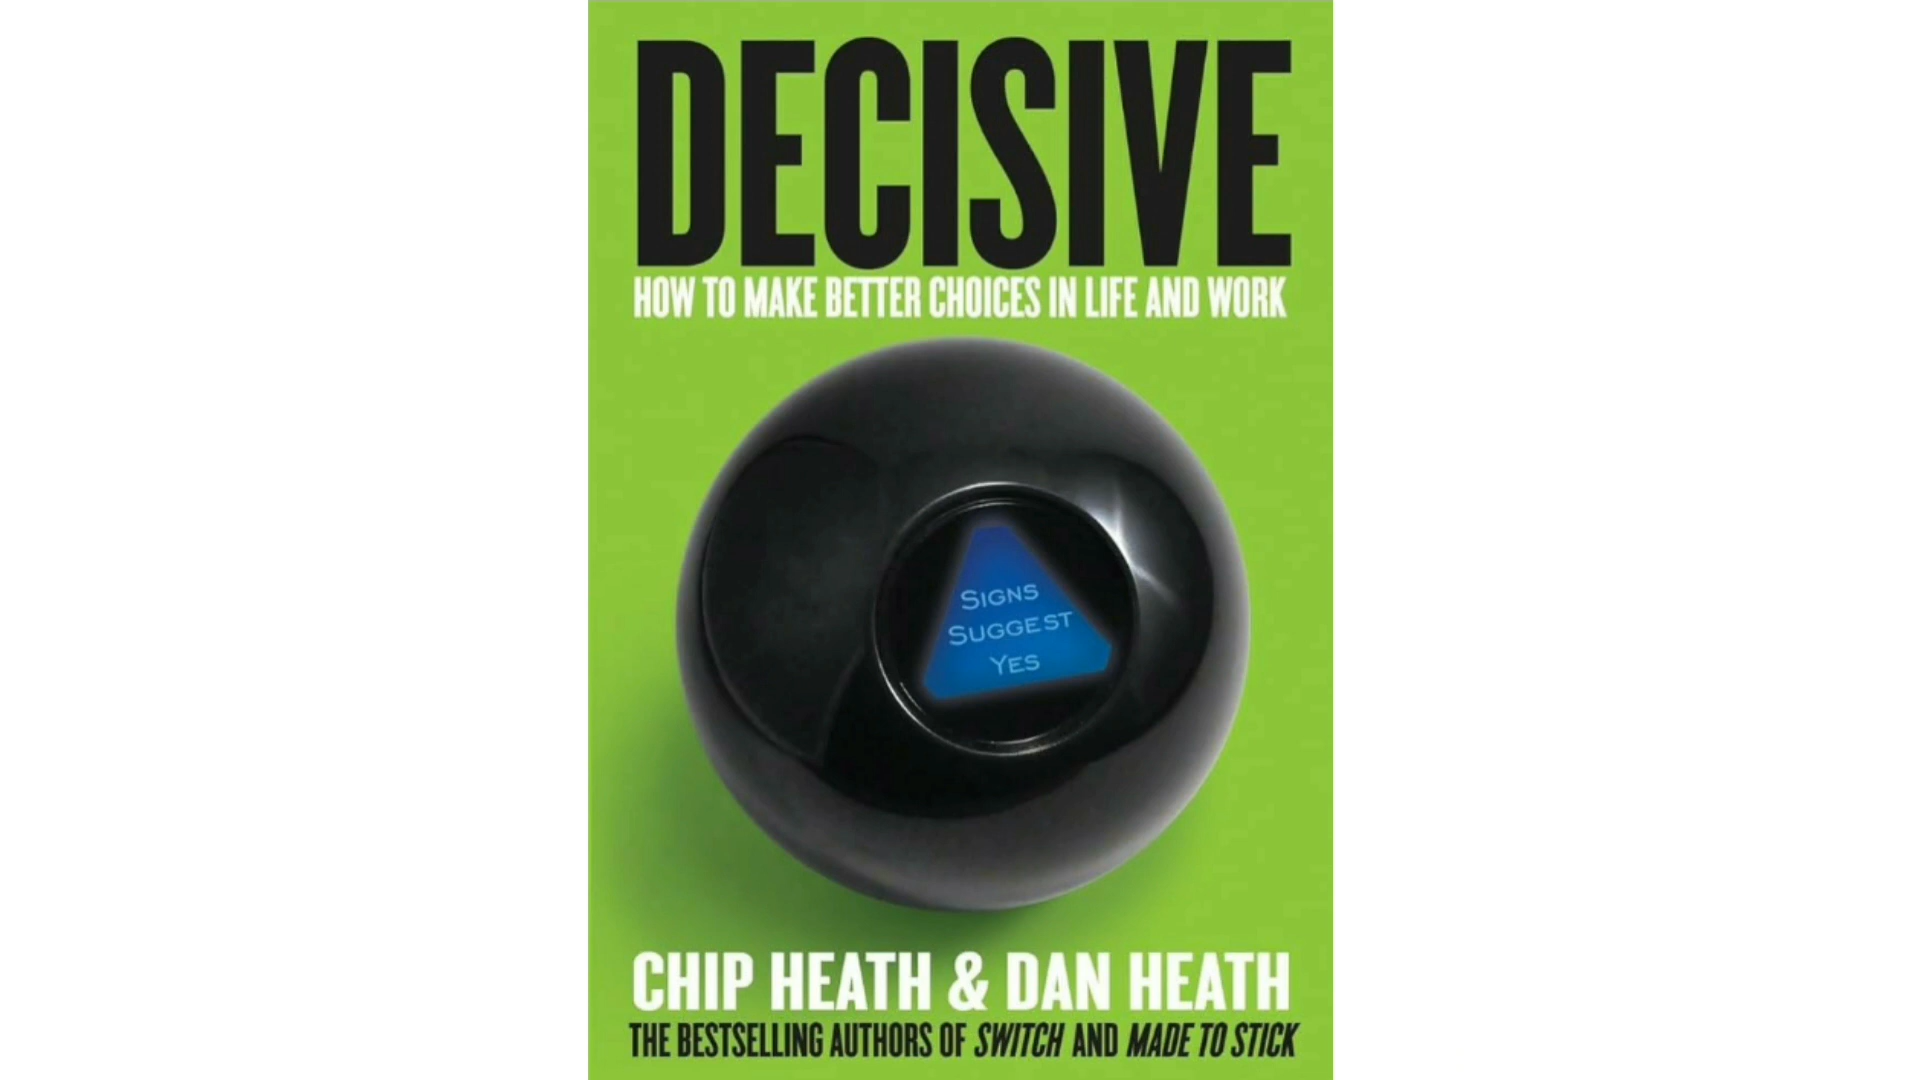 DECISIVE
HOW TO MAKE BETTER CHOICES IN LIFE AND WORK
SIGNS
SUGGEST
YES
CHIP HEATH & DAN HEATH
THE BESTSELLING AUTHORS OF SWITCH AND MADE TO STICK